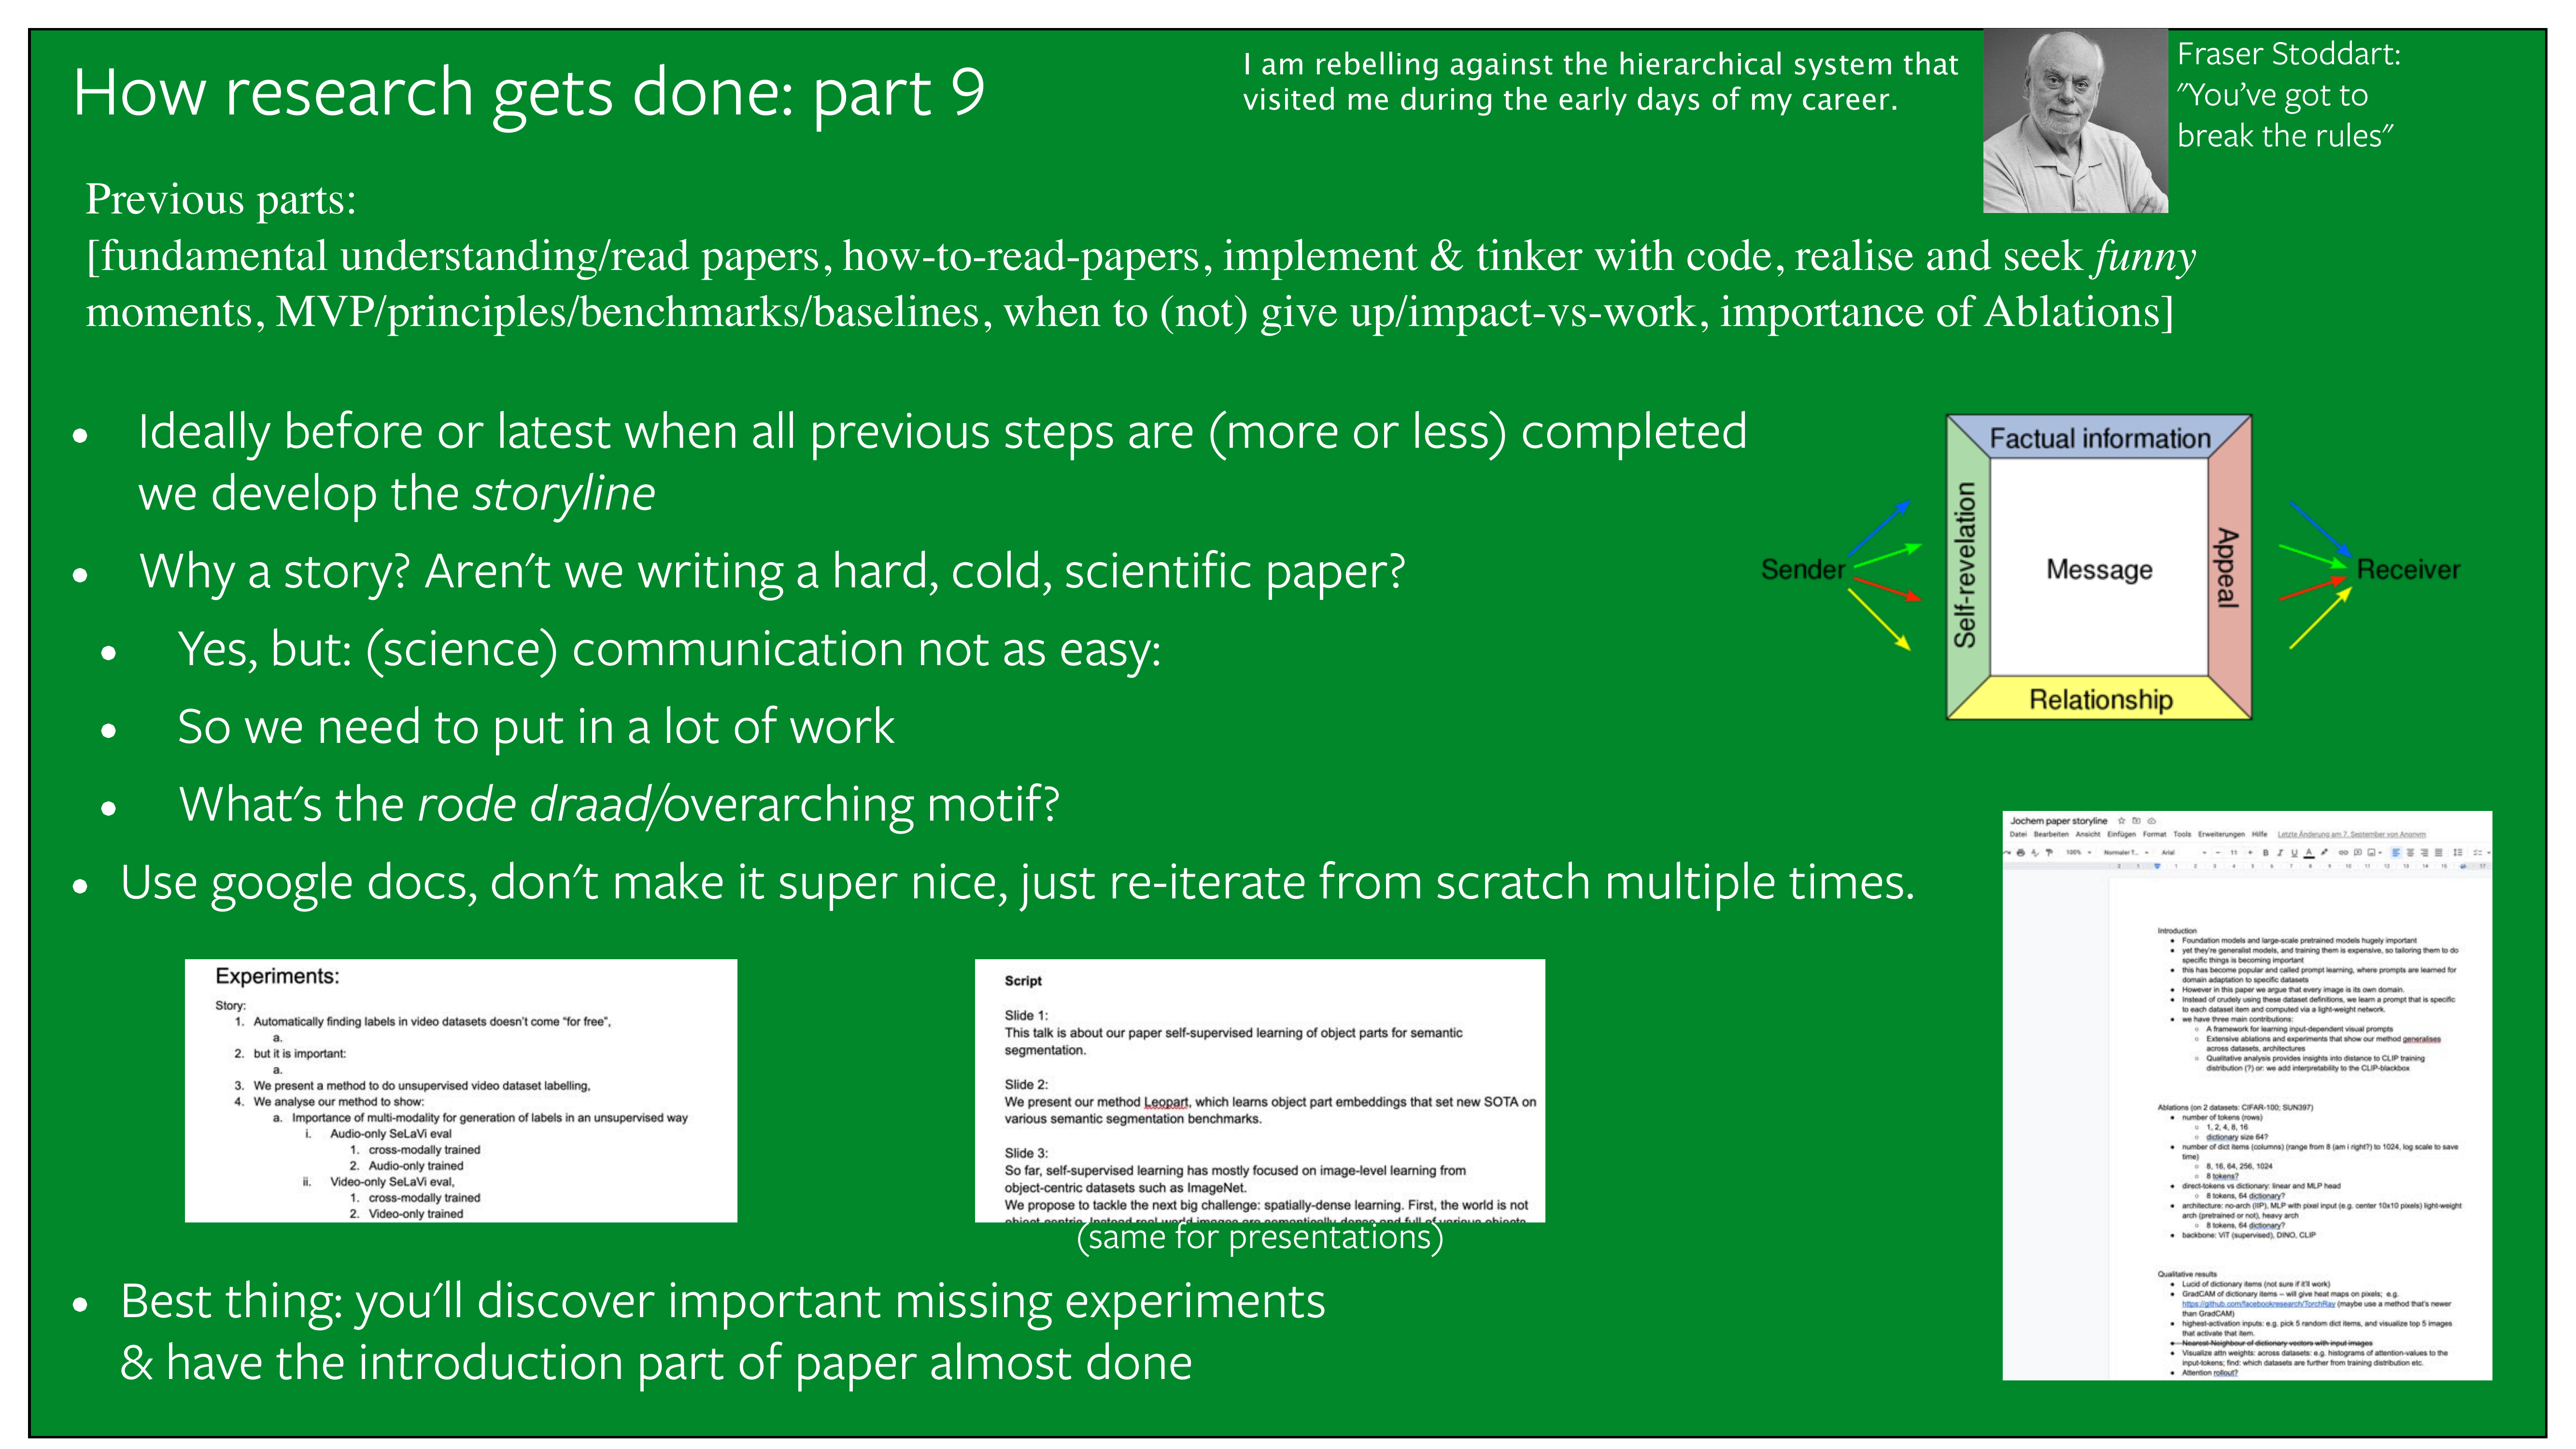 How research gets done: part 9
I am rebelling against the hierarchical system that
visited me during the early days of my career.
Fraser Stoddart:
"You've got to
break the rules"
Previous parts:
[fundamental understanding/read papers, how-to-read-papers, implement & tinker with code, realise and seek funny
moments, MVP/principles/benchmarks/baselines, when to (not) give up/impact-vs-work, importance of Ablations]
• Ideally before or latest when all previous steps are (more or less) completed
we develop the storyline
• Why a story? Aren't we writing a hard, cold, scientific paper?
• Yes, but: (science) communication not as easy:
• So we need to put in a lot of work
• What's the rode draad/overarching motif?
• Use google docs, don't make it super nice, just re-iterate from scratch multiple times.
Factual information
Sender
Self-revelation
Message
Appeal
Receiver
Relationship
Experiments:
Story:
1. Automatically finding labels in video datasets doesn't come "for free",
a.
2. but it is important:
a.
3. We present a method to do unsupervised video dataset labelling,
4. We analyse our method to show:
a. Importance of multi-modality for generation of labels in an unsupervised way
i. Audio-only SeLaVi eval
1. cross-modally trained
2. Audio-only trained
ii. Video-only SeLaVi eval,
1. cross-modally trained
2. Video-only trained
Script
Slide 1:
This talk is about our paper self-supervised learning of object parts for semantic
segmentation.
Slide 2:
We present our method Leopart, which learns object part embeddings that set new SOTA on
various semantic segmentation benchmarks.
Slide 3:
So far, self-supervised learning has mostly focused on image-level learning from
object-centric datasets such as ImageNet.
We propose to tackle the next big challenge: spatially-dense learning. First, the world is not
(same for presentations)
Jochem paper storyline
Datei Bearbeiten Ansicht Einfügen Format Tools Erweiterungen Hilfe Letzte Änderung am 7. September von Anonym
100% Normaler T... Arial 11
Introduction
• Foundation models and large-scale pretrained models hugely important
• yet they're generalist models, and training them is expensive, so tailoring them to do
specific things is becoming important
• this has become popular and called prompt learning, where prompts are learned for
domain adaptation to specific datasets
• However in this paper we argue that every image is its own domain.
• Instead of crudely using these dataset definitions, we learn a prompt that is specific
to each dataset item and computed via a light-weight network.
• we have three main contributions:
○ A framework for learning input-dependent visual prompts
○ Extensive ablations and experiments that show our method generalises
across datasets, architectures
○ Qualitative analysis provides insights into distance to CLIP training
distribution (?) or: we add interpretability to the CLIP-blackbox
Ablations (on 2 datasets: CIFAR-100; SUN397)
• number of tokens (rows)
○ 1, 2, 4, 8, 16
○ dictionary size 64?
• number of dict items (columns) (range from 8 (am i right?) to 1024, log scale to save
time)
○ 8, 16, 64, 256, 1024
○ 8 tokens?
• direct-tokens vs dictionary: linear and MLP head
○ 8 tokens, 64 dictionary?
• architecture: no-arch (IIP), MLP with pixel input (e.g. center 10x10 pixels) light-weight
arch (pretrained or not), heavy arch
○ 8 tokens, 64 dictionary?
• backbone: ViT (supervised), DINO, CLIP
Qualitative results
• Lucid of dictionary items (not sure if it'll work)
• GradCAM of dictionary items – will give heat maps on pixels; e.g.
https://github.com/facebookresearch/TorchRay (maybe use a method that's newer
than GradCAM)
• highest-activation inputs: e.g. pick 5 random dict items, and visualize top 5 images
that activate that item.
• Nearest-Neighbour of dictionary vectors with input images
• Visualize attn weights: across datasets: e.g. histograms of attention-values to the
input-tokens; find: which datasets are further from training distribution etc.
• Attention rollout?
• Best thing: you'll discover important missing experiments
& have the introduction part of paper almost done